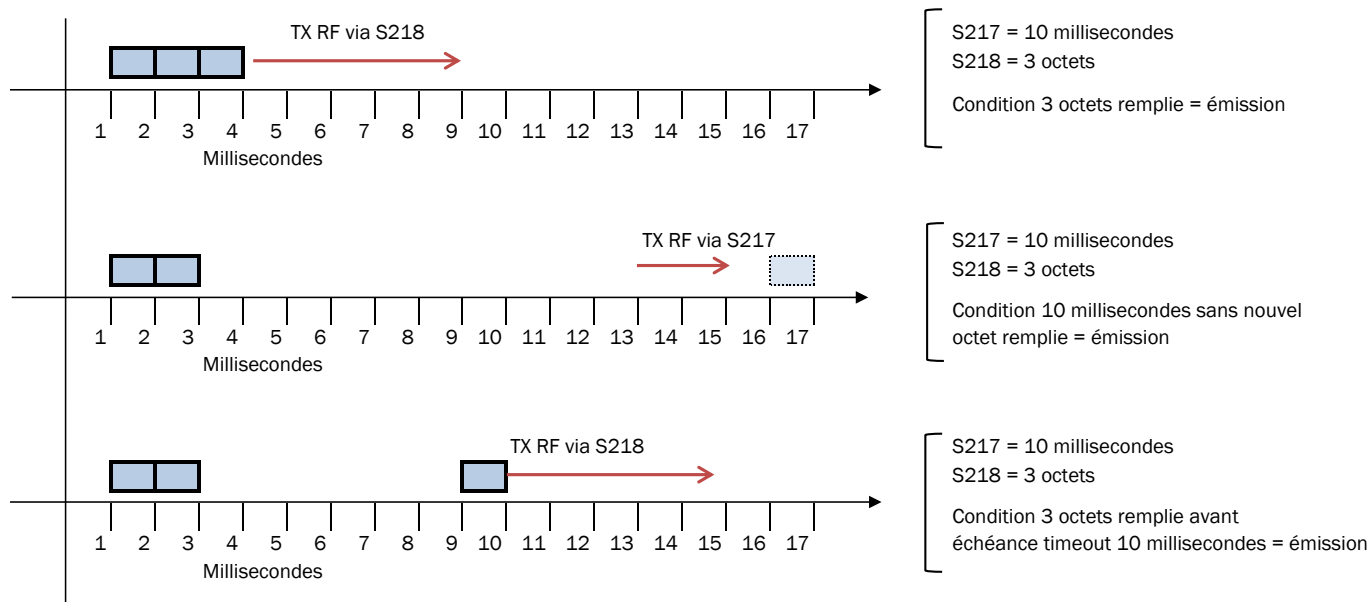 TX RF via S218
1 2 3 4 5 6 7 8 9 10 11 12 13 14 15 16 17
Millisecondes
S217 = 10 millisecondes
S218 = 3 octets
Condition 3 octets remplie = émission
TX RF via S217
1 2 3 4 5 6 7 8 9 10 11 12 13 14 15 16 17
Millisecondes
S217 = 10 millisecondes
S218 = 3 octets
Condition 10 millisecondes sans nouvel
octet remplie = émission
TX RF via S218
1 2 3 4 5 6 7 8 9 10 11 12 13 14 15 16 17
Millisecondes
S217 = 10 millisecondes
S218 = 3 octets
Condition 3 octets remplie avant
échéance timeout 10 millisecondes = émission